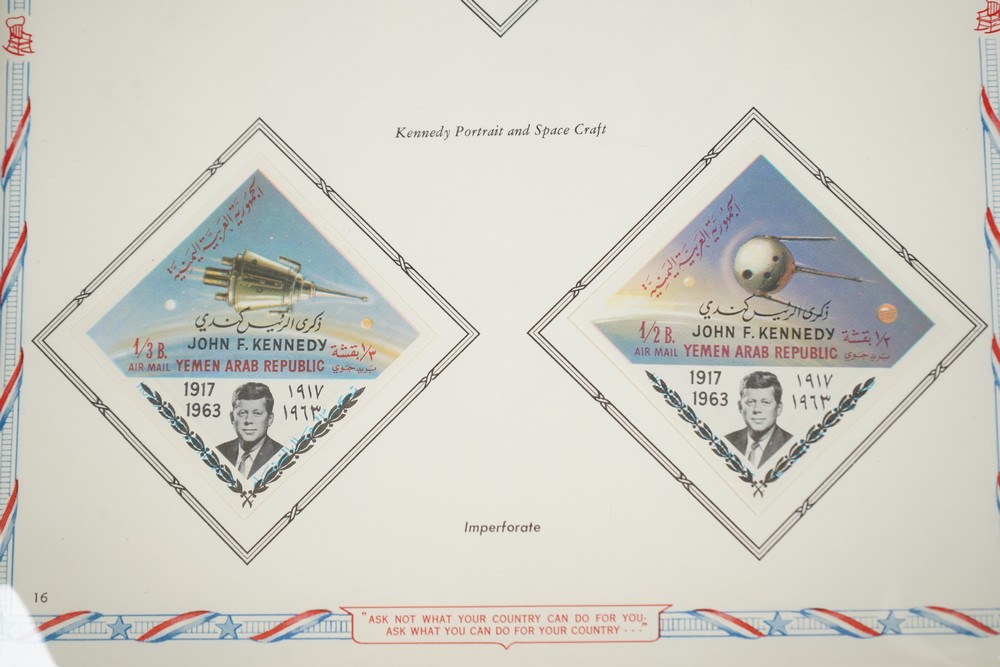 Kennedy Portrait and Space Craft
الجمهورية العربية اليمنية
ذكرى الرئيس كندي
JOHN F. KENNEDY
1/3 B. ١/٣ بقشة
AIR MAIL YEMEN ARAB REPUBLIC بريد جوي
1917 ١٩١٧
1963 ١٩٦٣
الجمهورية العربية اليمنية
ذكرى الرئيس كندي
JOHN F. KENNEDY
1/2 B. ١/٢ بقشة
AIR MAIL YEMEN ARAB REPUBLIC بريد جوي
1917 ١٩١٧
1963 ١٩٦٣
Imperforate
16
"ASK NOT WHAT YOUR COUNTRY CAN DO FOR YOU,
ASK WHAT YOU CAN DO FOR YOUR COUNTRY - - -"